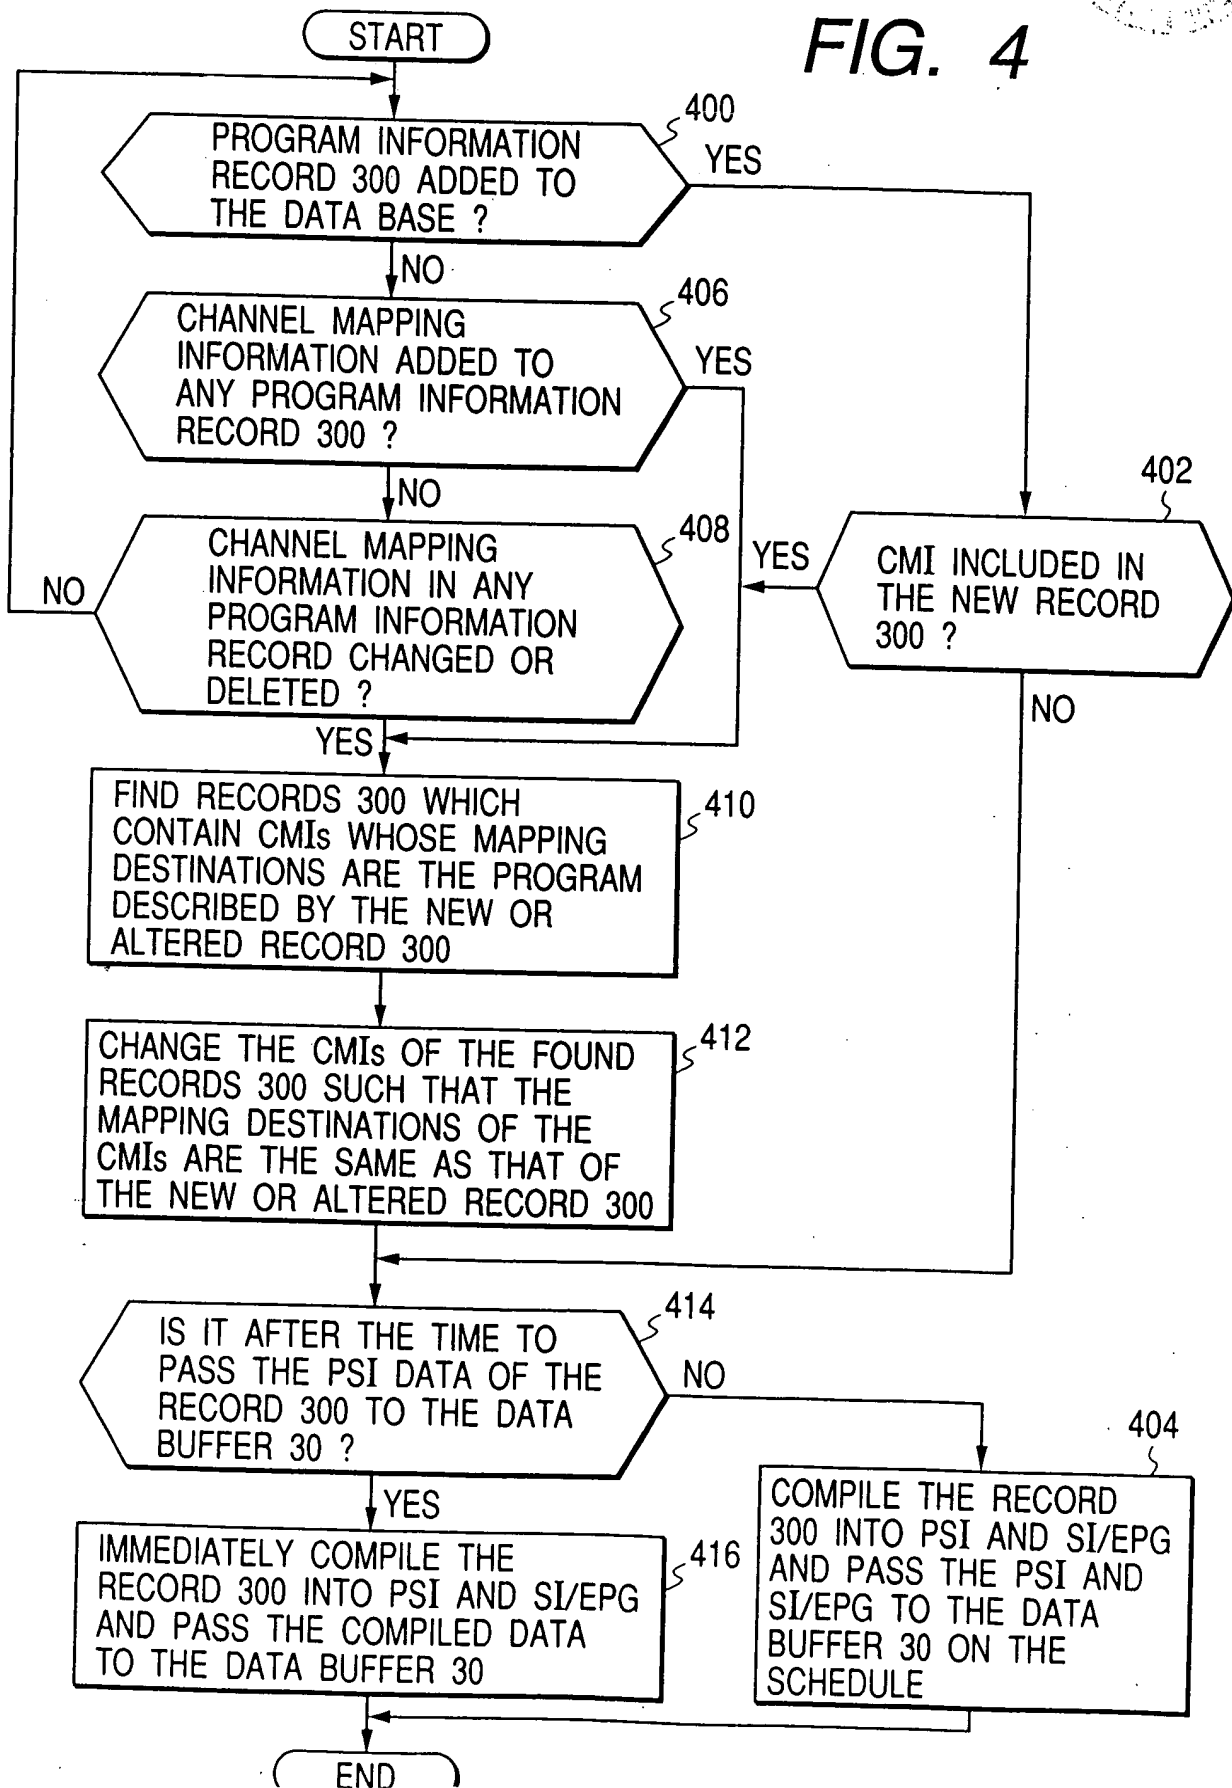 START
FIG. 4
400
PROGRAM INFORMATION
RECORD 300 ADDED TO
THE DATA BASE ?
YES
NO
406
CHANNEL MAPPING
INFORMATION ADDED TO
ANY PROGRAM INFORMATION
RECORD 300 ?
YES
NO
402
408
CHANNEL MAPPING
INFORMATION IN ANY
PROGRAM INFORMATION
RECORD CHANGED OR
DELETED ?
NO
YES
CMI INCLUDED IN
THE NEW RECORD
300 ?
YES
NO
FIND RECORDS 300 WHICH
CONTAIN CMIs WHOSE MAPPING
DESTINATIONS ARE THE PROGRAM
DESCRIBED BY THE NEW OR
ALTERED RECORD 300
410
CHANGE THE CMIs OF THE FOUND
RECORDS 300 SUCH THAT THE
MAPPING DESTINATIONS OF THE
CMIs ARE THE SAME AS THAT OF
THE NEW OR ALTERED RECORD 300
412
414
IS IT AFTER THE TIME TO
PASS THE PSI DATA OF THE
RECORD 300 TO THE DATA
BUFFER 30 ?
NO
YES
404
COMPILE THE RECORD
300 INTO PSI AND SI/EPG
AND PASS THE PSI AND
SI/EPG TO THE DATA
BUFFER 30 ON THE
SCHEDULE
IMMEDIATELY COMPILE THE
RECORD 300 INTO PSI AND SI/EPG
AND PASS THE COMPILED DATA
TO THE DATA BUFFER 30
416
END